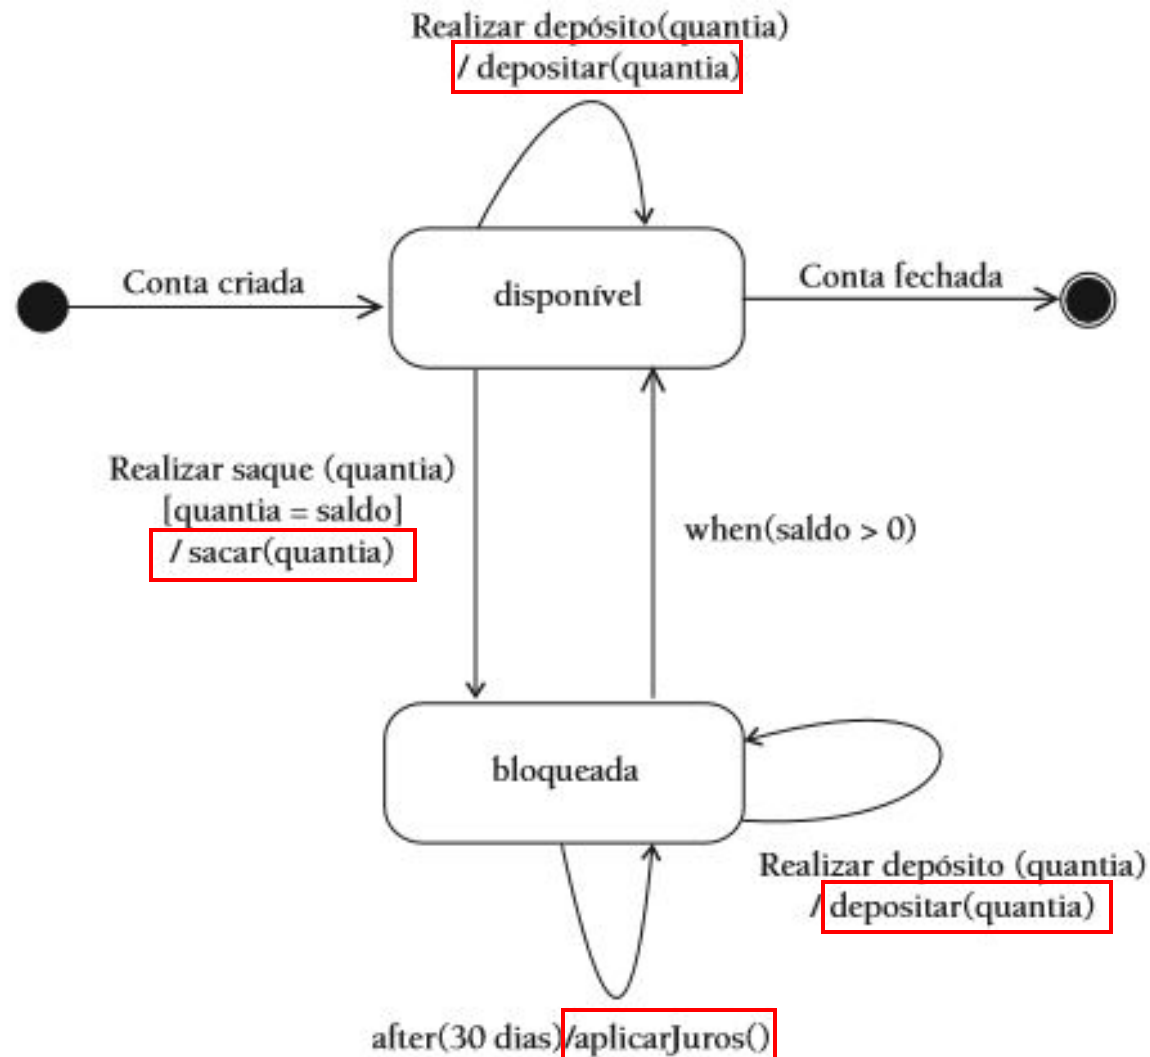 Realizar depósito(quantia)
/ depositar(quantia)
Conta criada
disponível
Conta fechada
Realizar saque (quantia)
[quantia = saldo]
/ sacar(quantia)
when(saldo > 0)
bloqueada
Realizar depósito (quantia)
/ depositar(quantia)
after(30 dias)/aplicarJuros()